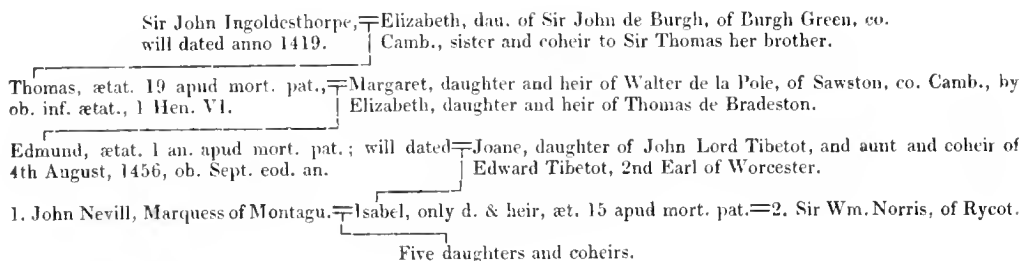 Sir John Ingoldesthorpe,=Elizabeth, dau. of Sir John de Burgh, of Burgh Green, co.
will dated anno 1419. Camb., sister and coheir to Sir Thomas her brother.
Thomas, ætat. 19 apud mort. pat.,=Margaret, daughter and heir of Walter de la Pole, of Sawston, co. Camb., by
ob. inf. ætat., 1 Hen. VI. Elizabeth, daughter and heir of Thomas de Bradeston.
Edmund, ætat. 1 an. apud mort. pat.; will dated=Joane, daughter of John Lord Tibetot, and aunt and coheir of
4th August, 1456, ob. Sept. eod. an. Edward Tibetot, 2nd Earl of Worcester.
1. John Nevill, Marquess of Montagu.=Isabel, only d. & heir, æt. 15 apud mort. pat.=2. Sir Wm. Norris, of Rycot.
Five daughters and coheirs.